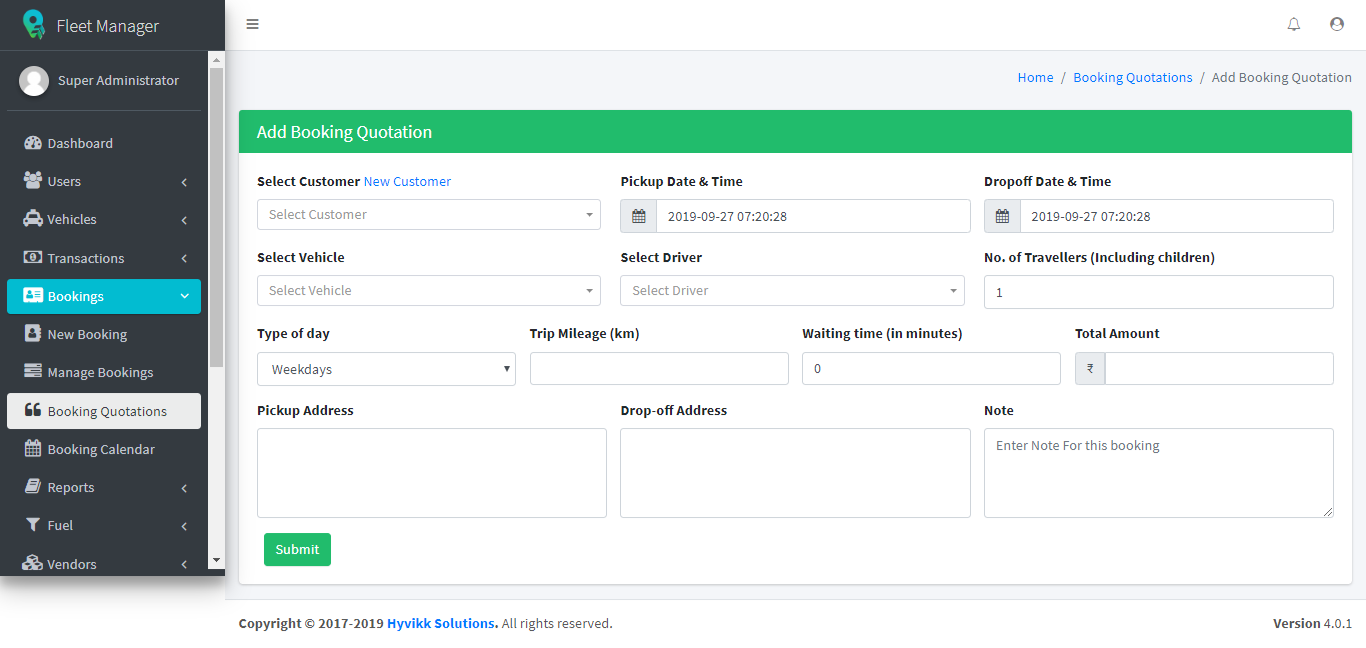 Fleet Manager
Super Administrator
Dashboard
Users
Vehicles
Transactions
Bookings
New Booking
Manage Bookings
Booking Quotations
Booking Calendar
Reports
Fuel
Vendors
Home / Booking Quotations / Add Booking Quotation
Add Booking Quotation
Select Customer New Customer
Select Customer
Pickup Date & Time
2019-09-27 07:20:28
Dropoff Date & Time
2019-09-27 07:20:28
Select Vehicle
Select Vehicle
Select Driver
Select Driver
No. of Travellers (Including children)
1
Type of day
Weekdays
Trip Mileage (km)
Waiting time (in minutes)
0
Total Amount
₹
Pickup Address
Drop-off Address
Note
Enter Note For this booking
Submit
Copyright © 2017-2019 Hyvikk Solutions. All rights reserved.
Version 4.0.1